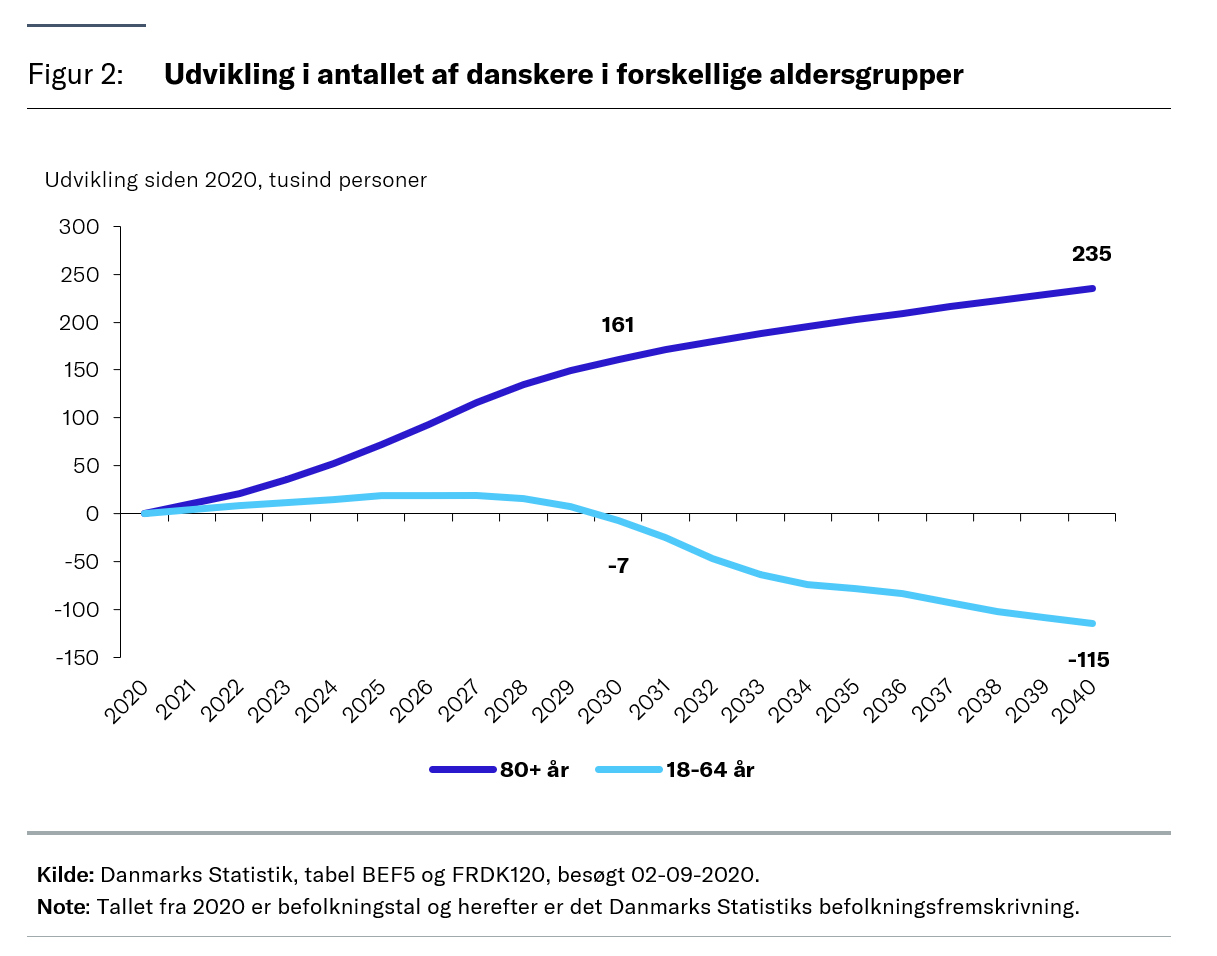 Figur 2: Udvikling i antallet af danskere i forskellige aldersgrupper
Udvikling siden 2020, tusind personer
300
250
200
150
100
50
0
-50
-100
-150
235
161
-7
-115
2020 2021 2022 2023 2024 2025 2026 2027 2028 2029 2030 2031 2032 2033 2034 2035 2036 2037 2038 2039 2040
80+ år 18-64 år
Kilde: Danmarks Statistik, tabel BEF5 og FRDK120, besøgt 02-09-2020.
Note: Tallet fra 2020 er befolkningstal og herefter er det Danmarks Statistiks befolkningsfremskrivning.